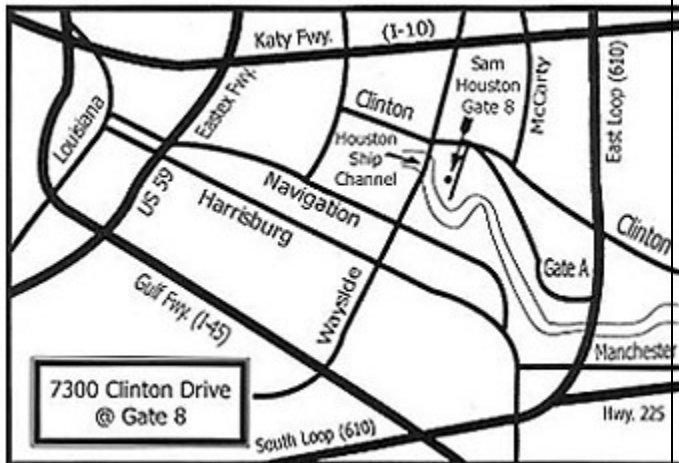 Katy Fwy.
(I-10)
Sam
Houston
Gate 8
McCarty
East Loop (610)
Eastex Fwy.
Clinton
Louisiana
Houston
Ship
Channel
US 59
Navigation
Harrisburg
Clinton
Gate A
Gulf Fwy. (I-45)
Wayside
Manchester
7300 Clinton Drive
@ Gate 8
South Loop (610)
Hwy. 225